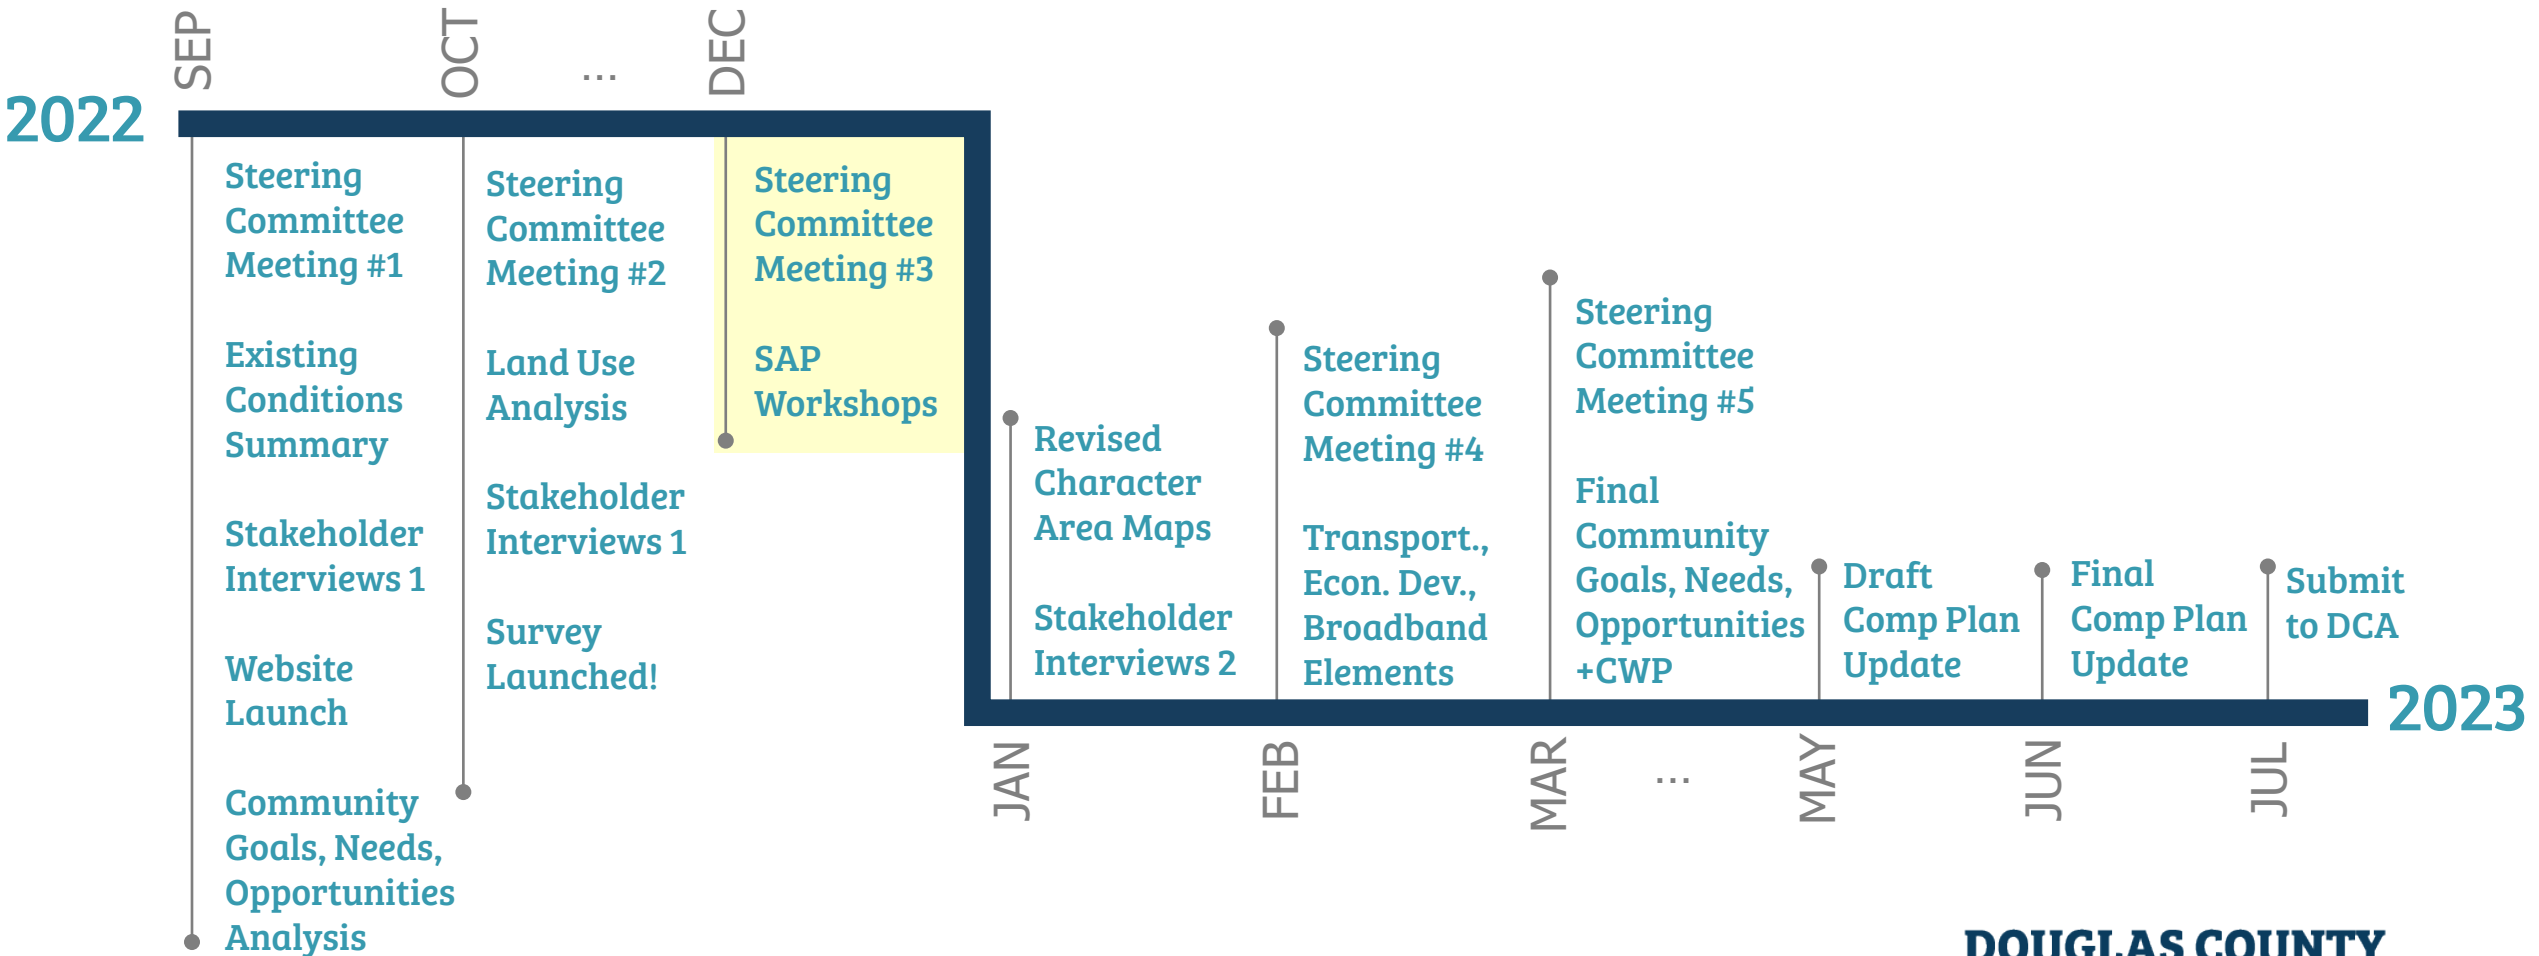 SEP
OCT
...
DEC
2022
Steering
Committee
Meeting #1
Existing
Conditions
Summary
Stakeholder
Interviews 1
Website
Launch
Community
Goals, Needs,
Opportunities
Analysis
Steering
Committee
Meeting #2
Land Use
Analysis
Stakeholder
Interviews 1
Survey
Launched!
Steering
Committee
Meeting #3
SAP
Workshops
Revised
Character
Area Maps
Stakeholder
Interviews 2
Steering
Committee
Meeting #4
Transport.,
Econ. Dev.,
Broadband
Elements
Steering
Committee
Meeting #5
Final
Community
Goals, Needs,
Opportunities
+CWP
Draft
Comp Plan
Update
Final
Comp Plan
Update
Submit
to DCA
2023
JAN
FEB
MAR
...
MAY
JUN
JUL
DOUGLAS COUNTY